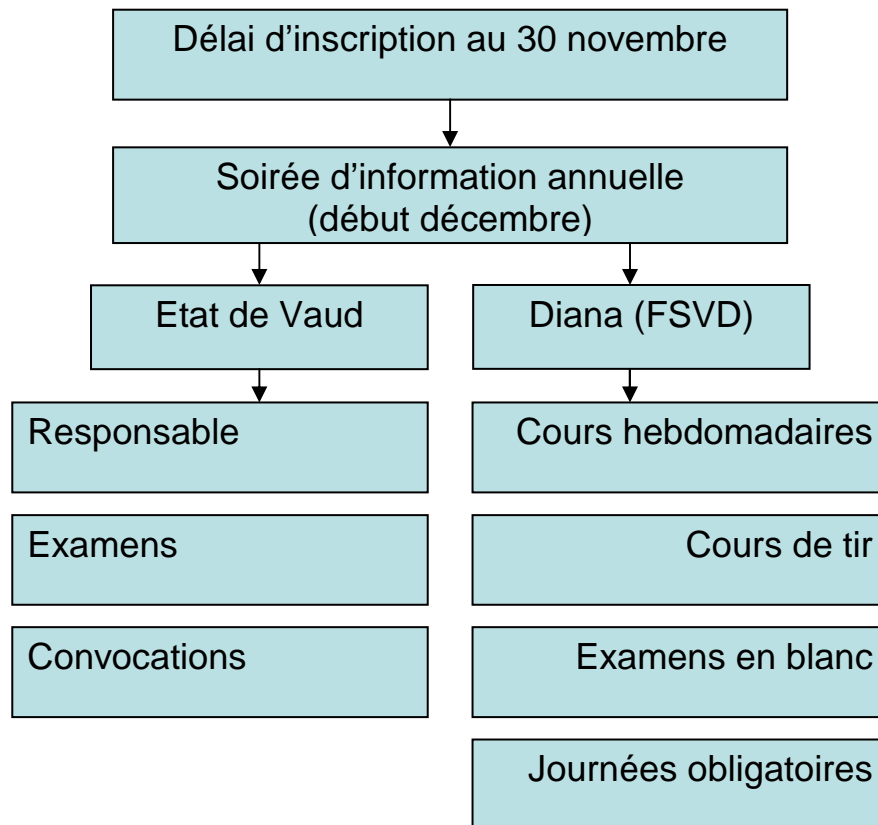 Délai d’inscription au 30 novembre
Soirée d’information annuelle
(début décembre)
Etat de Vaud
Diana (FSVD)
Responsable
Examens
Convocations
Cours hebdomadaires
Cours de tir
Examens en blanc
Journées obligatoires